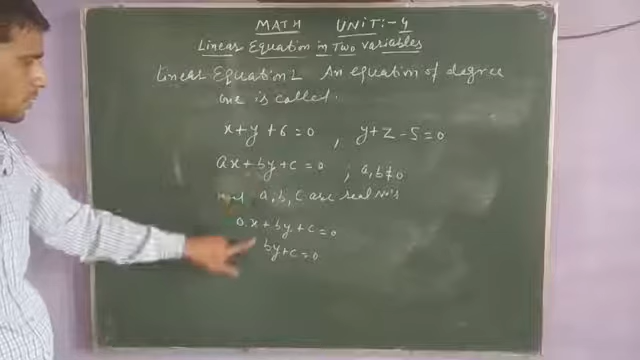 MATH UNIT:- 4
Linear Equation in Two Variables
Linear Equation:- An equation of degree
one is called.
x+y+6=0 , y+z-5=0
ax+by+c=0 ; a,b≠0
a,b,c are real No's
0.x+by+c=0
by+c=0